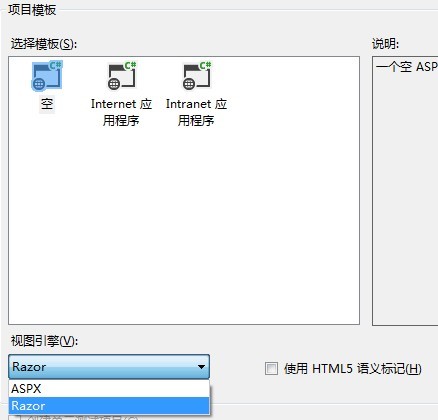 项目模板
选择模板(S):
说明:
C#
C#
C#
一个空 ASP
空
Internet 应
用程序
Intranet 应
用程序
视图引擎(V):
Razor
使用 HTML5 语义标记(H)
ASPX
Razor